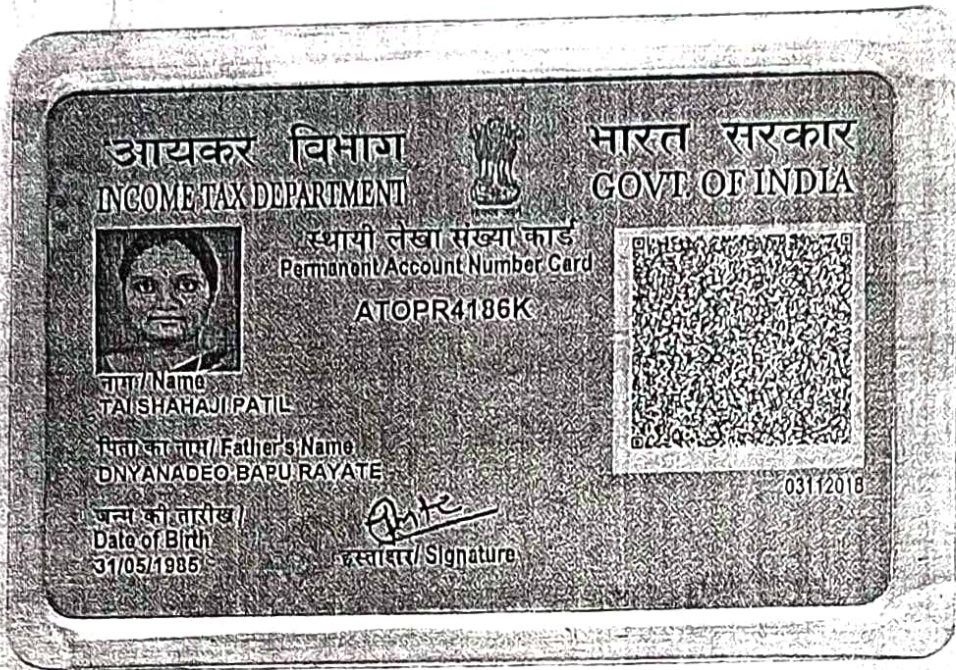 आयकर विभाग
INCOME TAX DEPARTMENT
भारत सरकार
GOVT. OF INDIA
स्थायी लेखा संख्या कार्ड
Permanent Account Number Card
ATOPR4186K
नाम / Name
TAI SHAHAJI PATIL
पिता का नाम / Father's Name
DNYANADEO BAPU RAYATE
जन्म की तारीख /
Date of Birth
31/05/1985
हस्ताक्षर / Signature
03112018